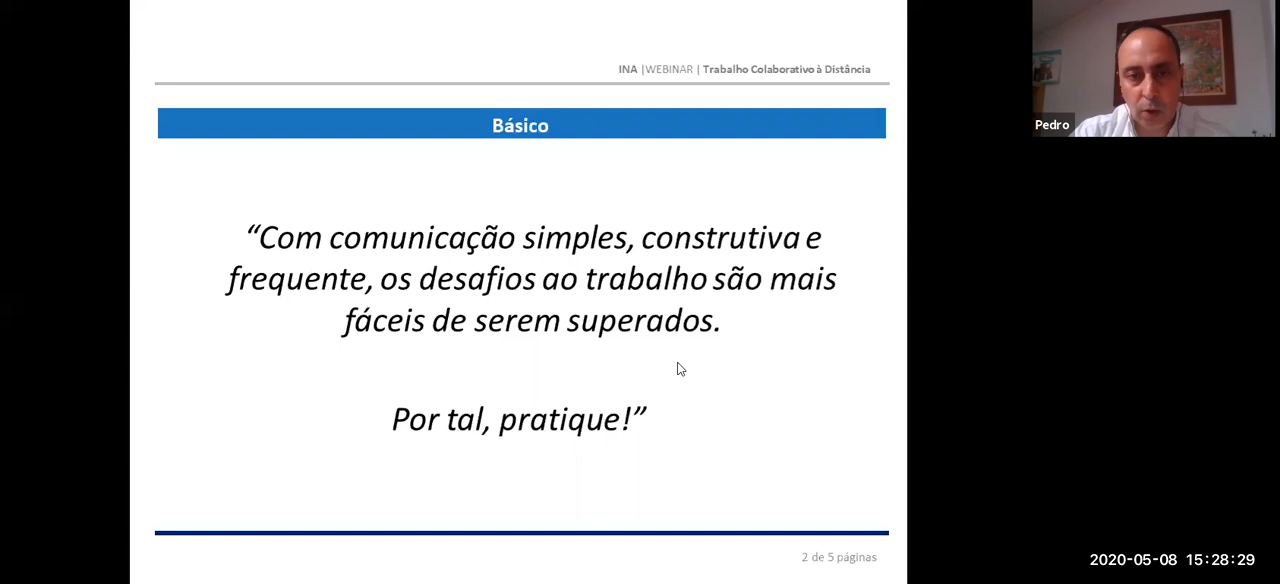 INA |WEBINAR | Trabalho Colaborativo à Distância
Básico
“Com comunicação simples, construtiva e
frequente, os desafios ao trabalho são mais
fáceis de serem superados.
Por tal, pratique!”
2 de 5 páginas
Pedro
2020-05-08 15:28:29